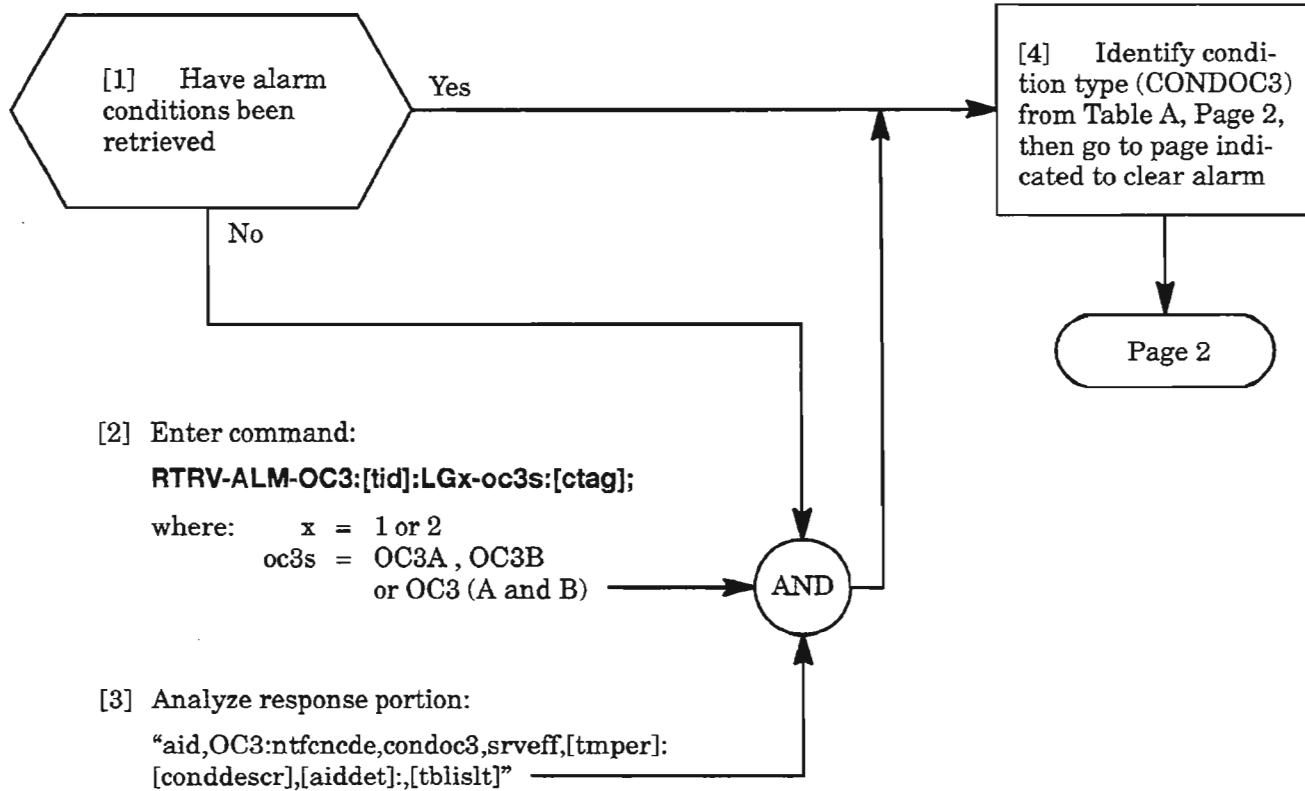 [1] Have alarm
conditions been
retrieved
Yes
No
[4] Identify condi-
tion type (CONDOC3)
from Table A, Page 2,
then go to page indi-
cated to clear alarm
Page 2
[2] Enter command:
RTRV-ALM-OC3:[tid]:LGx-oc3s:[ctag];
where: x = 1 or 2
oc3s = OC3A , OC3B
or OC3 (A and B)
AND
[3] Analyze response portion:
“aid,OC3:ntfcncde,condoc3,srveff,[tmper]:
[conddescr],[aiddet]:,[tblislt]”